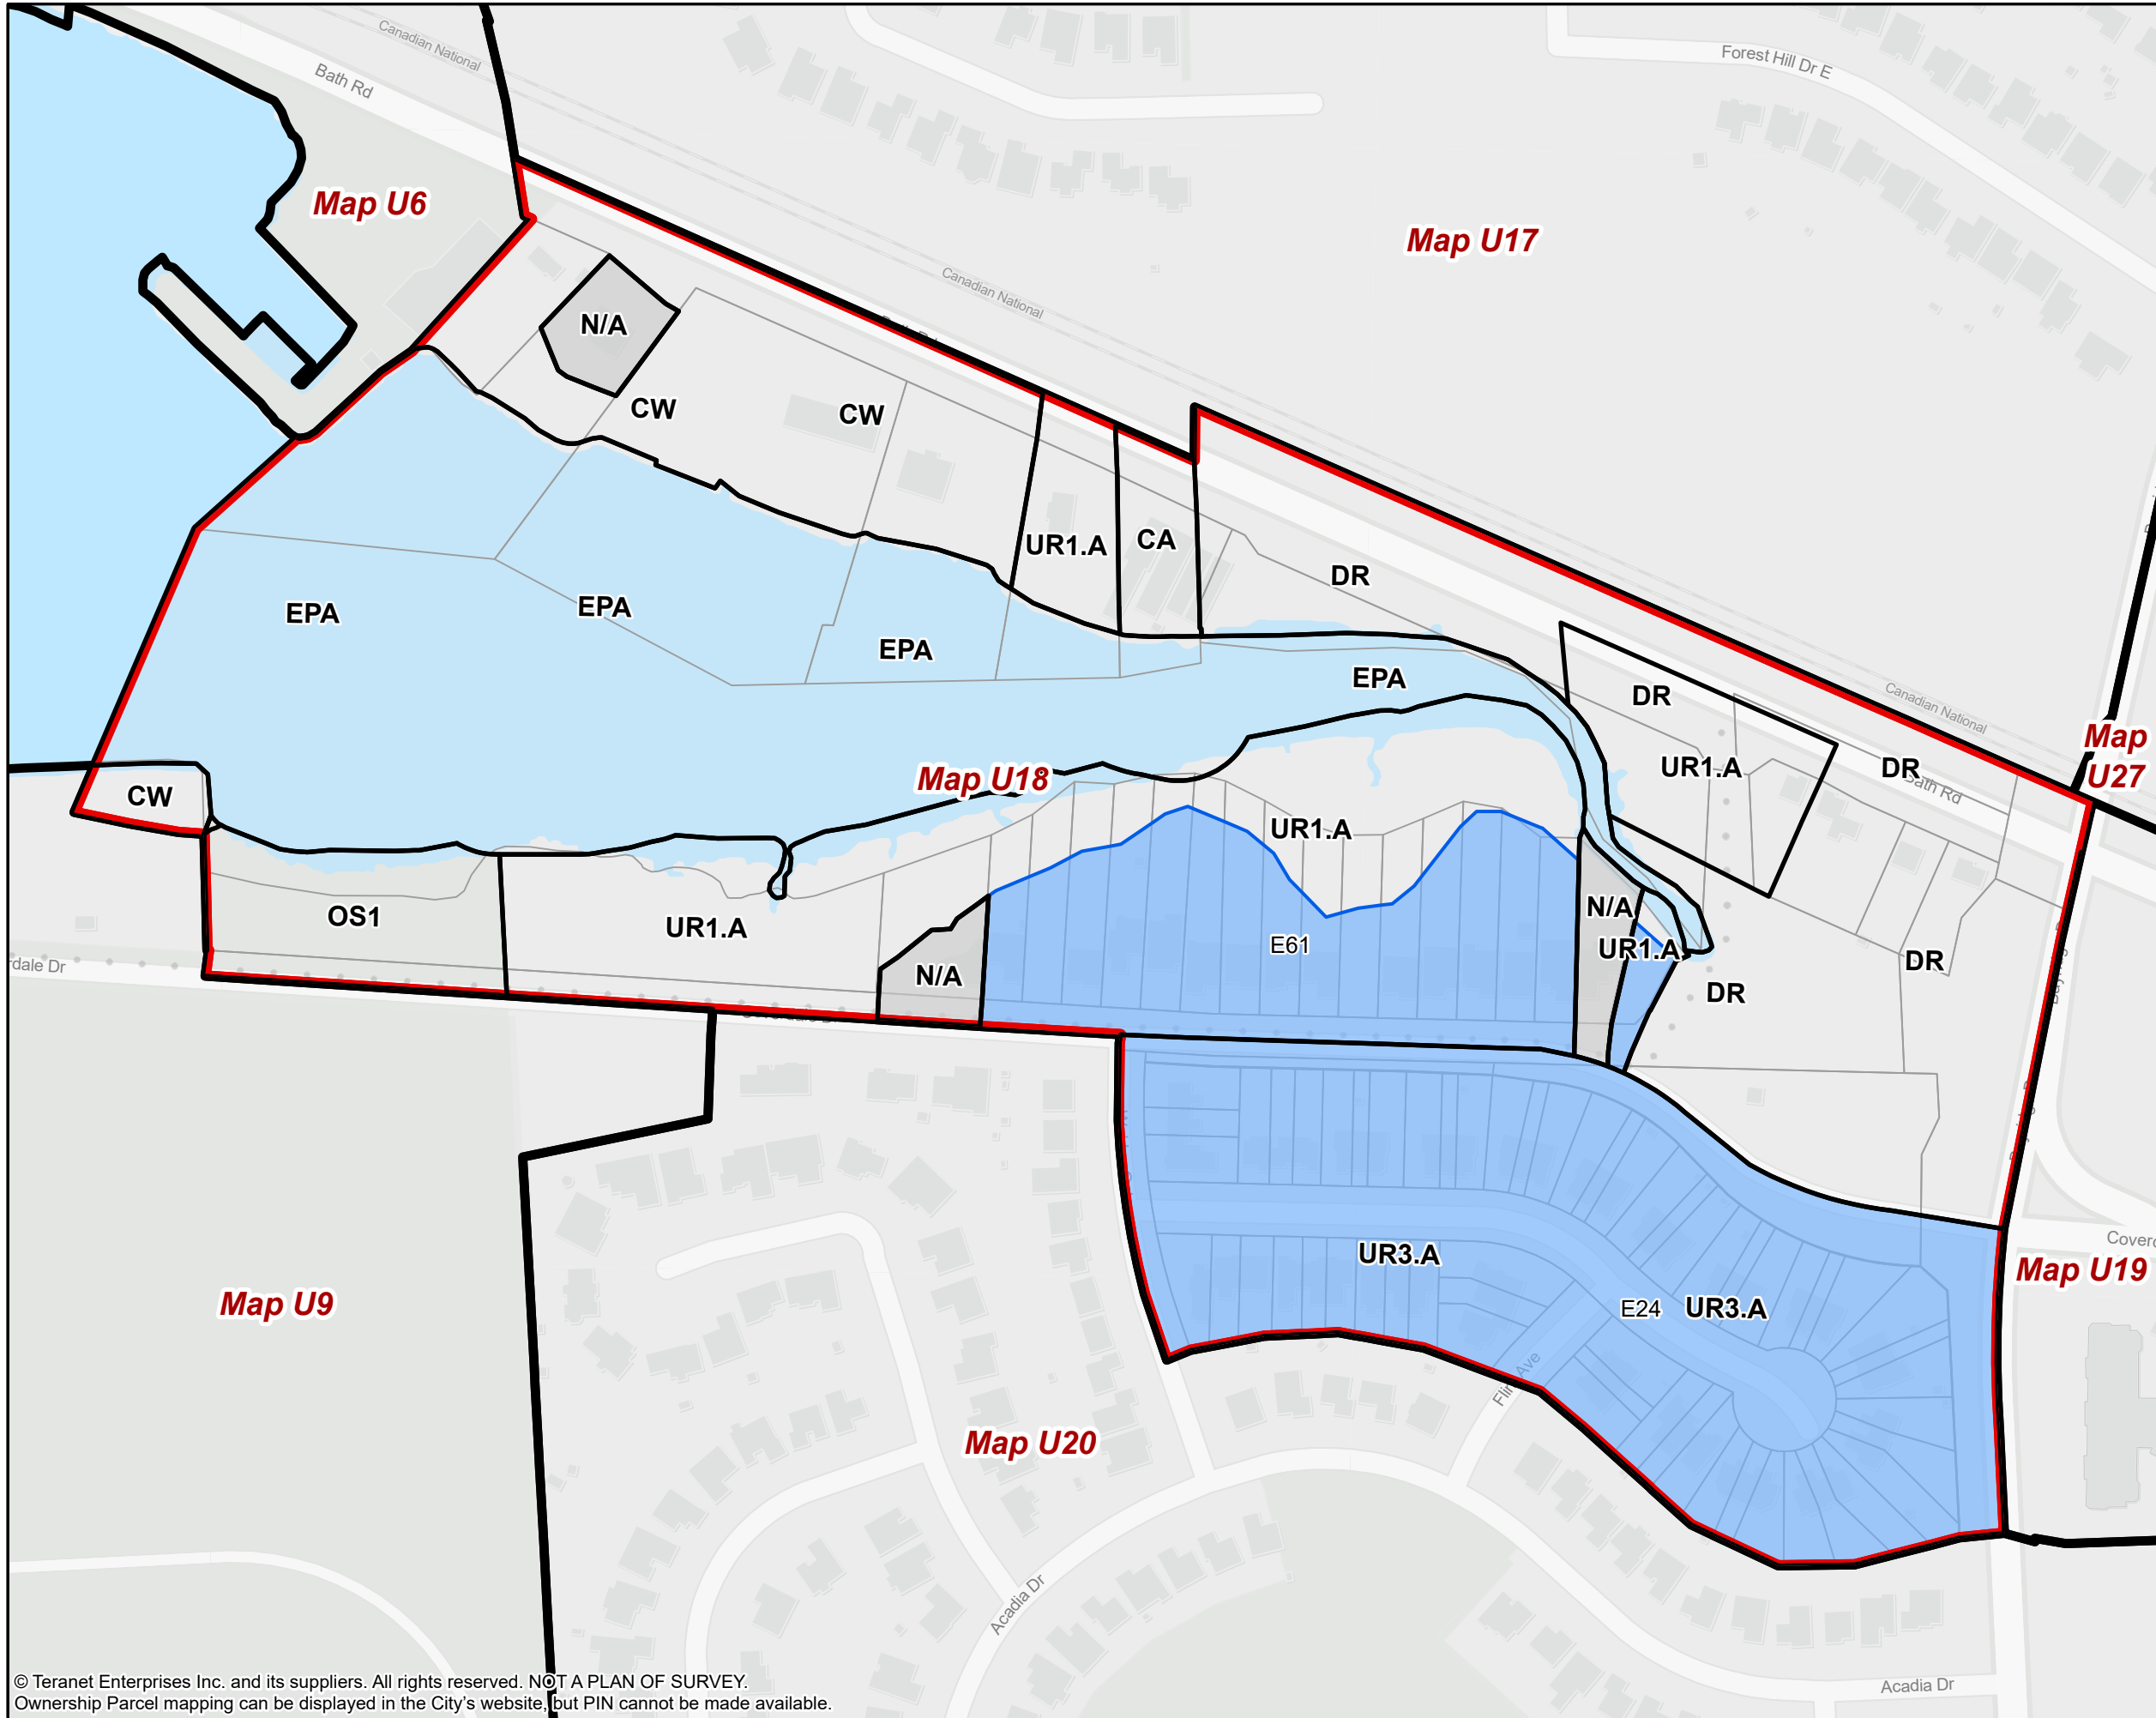 Canadian National
Bath Rd
Forest Hill Dr E
Map U6
Map U17
Canadian National
N/A
CW
CW
UR1.A
CA
DR
EPA
EPA
EPA
EPA
DR
Canadian National
Map
U27
UR1.A
DR
Bath Rd
CW
Map U18
UR1.A
OS1
UR1.A
N/A
E61
N/A
UR1.A
DR
DR
rdale Dr
UR3.A
Map U19
Map U9
E24
UR3.A
Map U20
Acadia Dr
Acadia Dr
© Teranet Enterprises Inc. and its suppliers. All rights reserved. NOT A PLAN OF SURVEY.
Ownership Parcel mapping can be displayed in the City's website, but PIN cannot be made available.